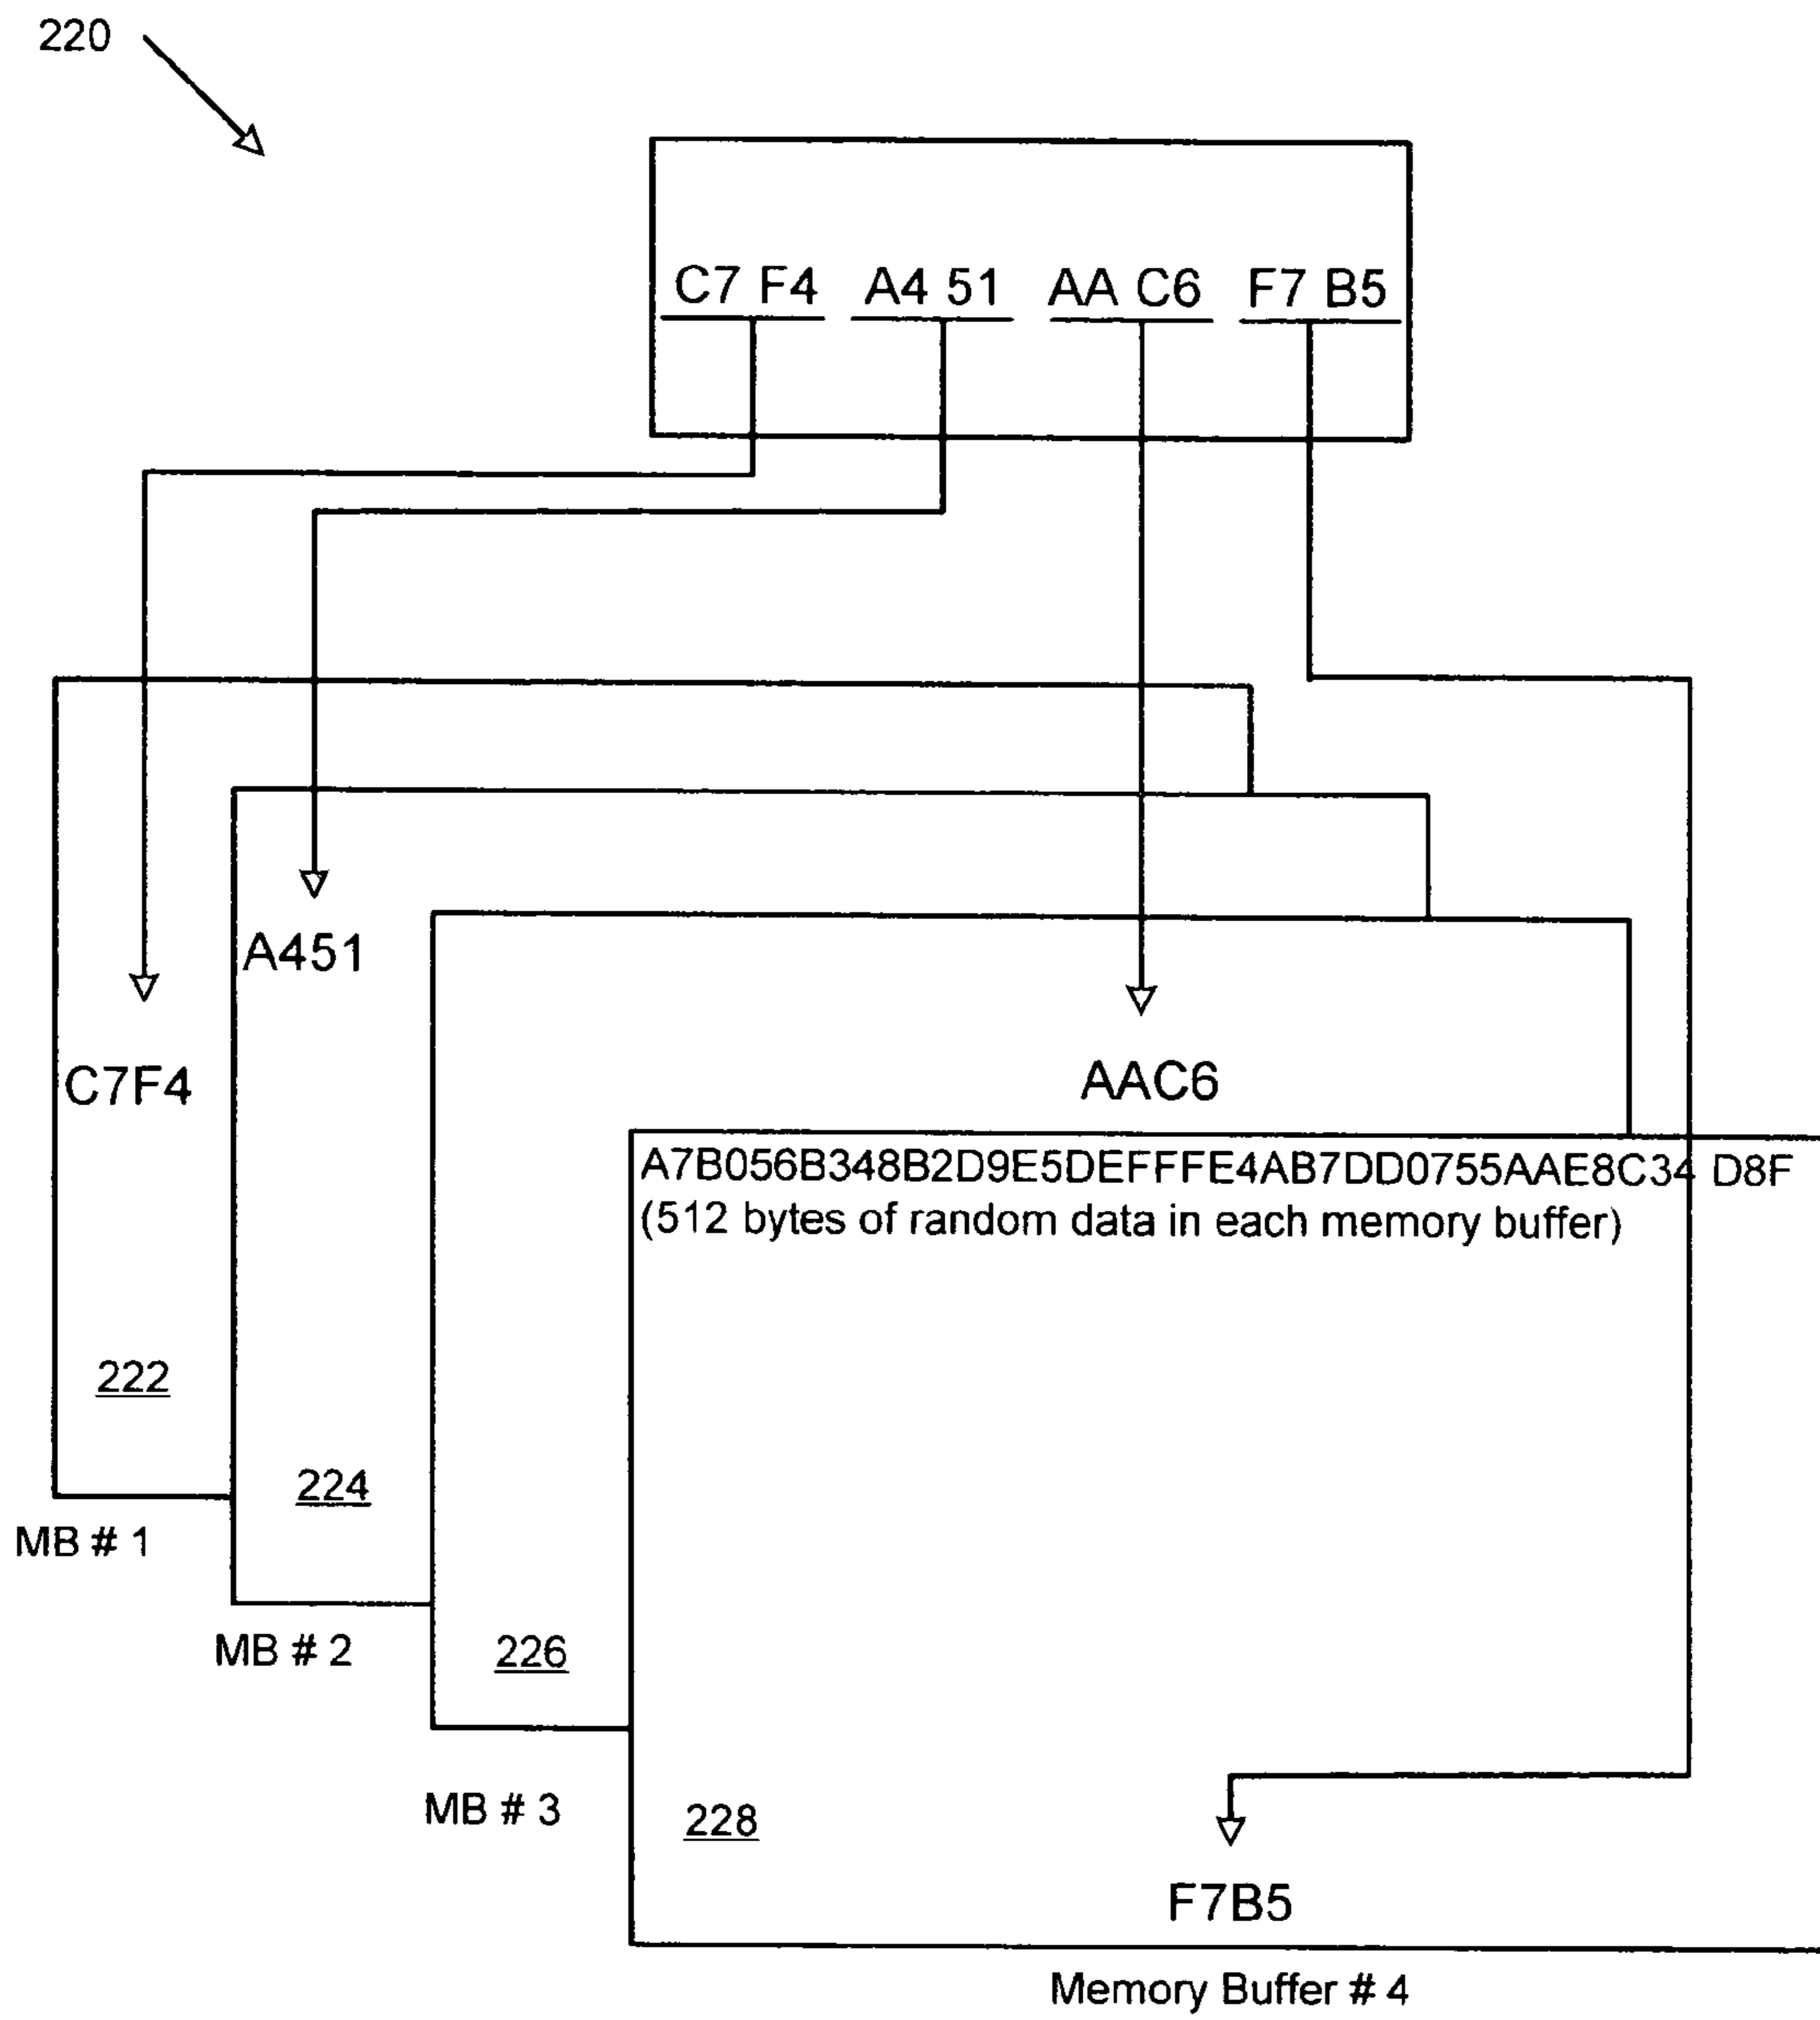 220
C7 F4 A4 51 AA C6 F7 B5
A451
C7F4
AAC6
A7B056B348B2D9E5DEFFFE4AB7DD0755AAE8C34 D8F
(512 bytes of random data in each memory buffer)
222
224
MB # 1
226
MB # 2
228
MB # 3
F7B5
Memory Buffer # 4